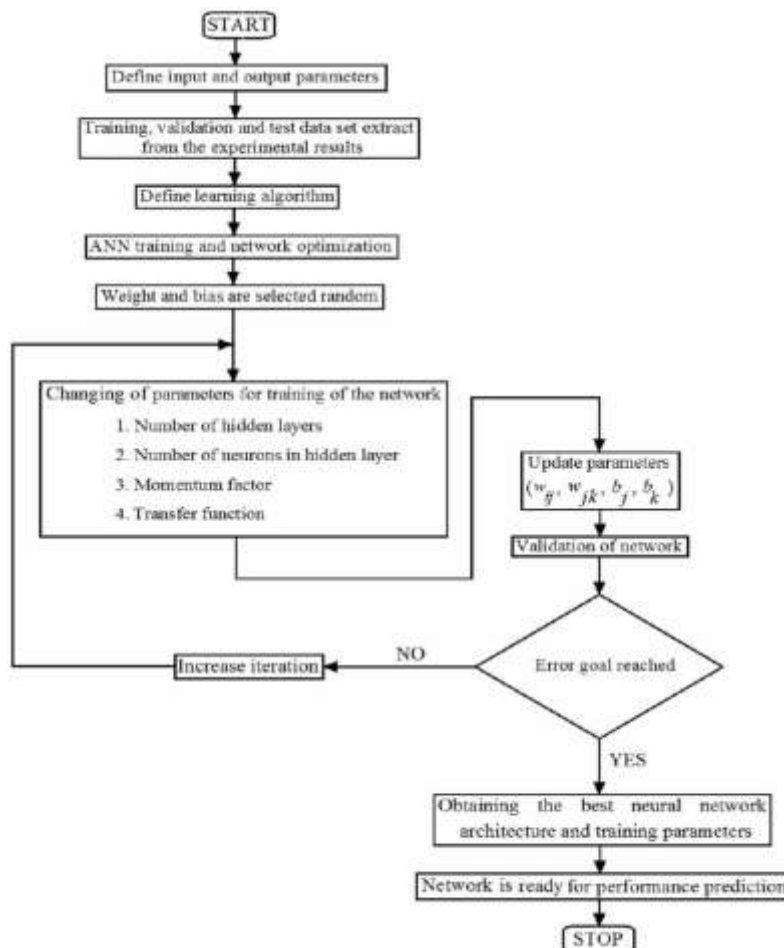 START
Define input and output parameters
Training, validation and test data set extract
from the experimental results
Define learning algorithm
ANN training and network optimization
Weight and bias are selected random
Changing of parameters for training of the network
1. Number of hidden layers
2. Number of neurons in hidden layer
3. Momentum factor
4. Transfer function
Update parameters
(w_ij, w_jk, b_j, b_k)
Validation of network
Error goal reached
NO
Increase iteration
YES
Obtaining the best neural network
architecture and training parameters
Network is ready for performance prediction
STOP